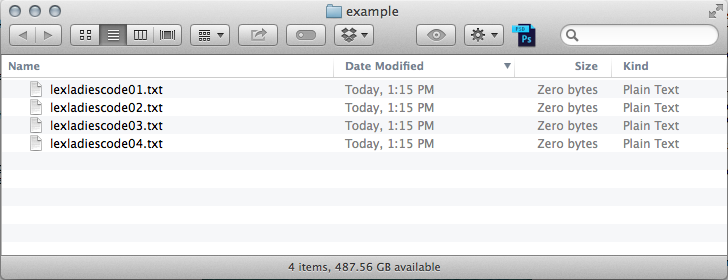 example
PSD
Ps
Name Date Modified Size Kind
lexladiescode01.txt Today, 1:15 PM Zero bytes Plain Text
lexladiescode02.txt Today, 1:15 PM Zero bytes Plain Text
lexladiescode03.txt Today, 1:15 PM Zero bytes Plain Text
lexladiescode04.txt Today, 1:15 PM Zero bytes Plain Text
4 items, 487.56 GB available